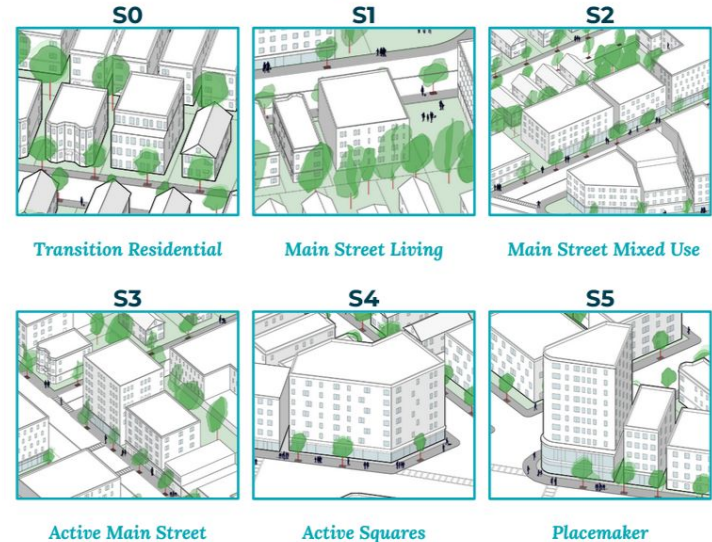 S0
S1
S2
Transition Residential
Main Street Living
Main Street Mixed Use
S3
S4
S5
Active Main Street
Active Squares
Placemaker